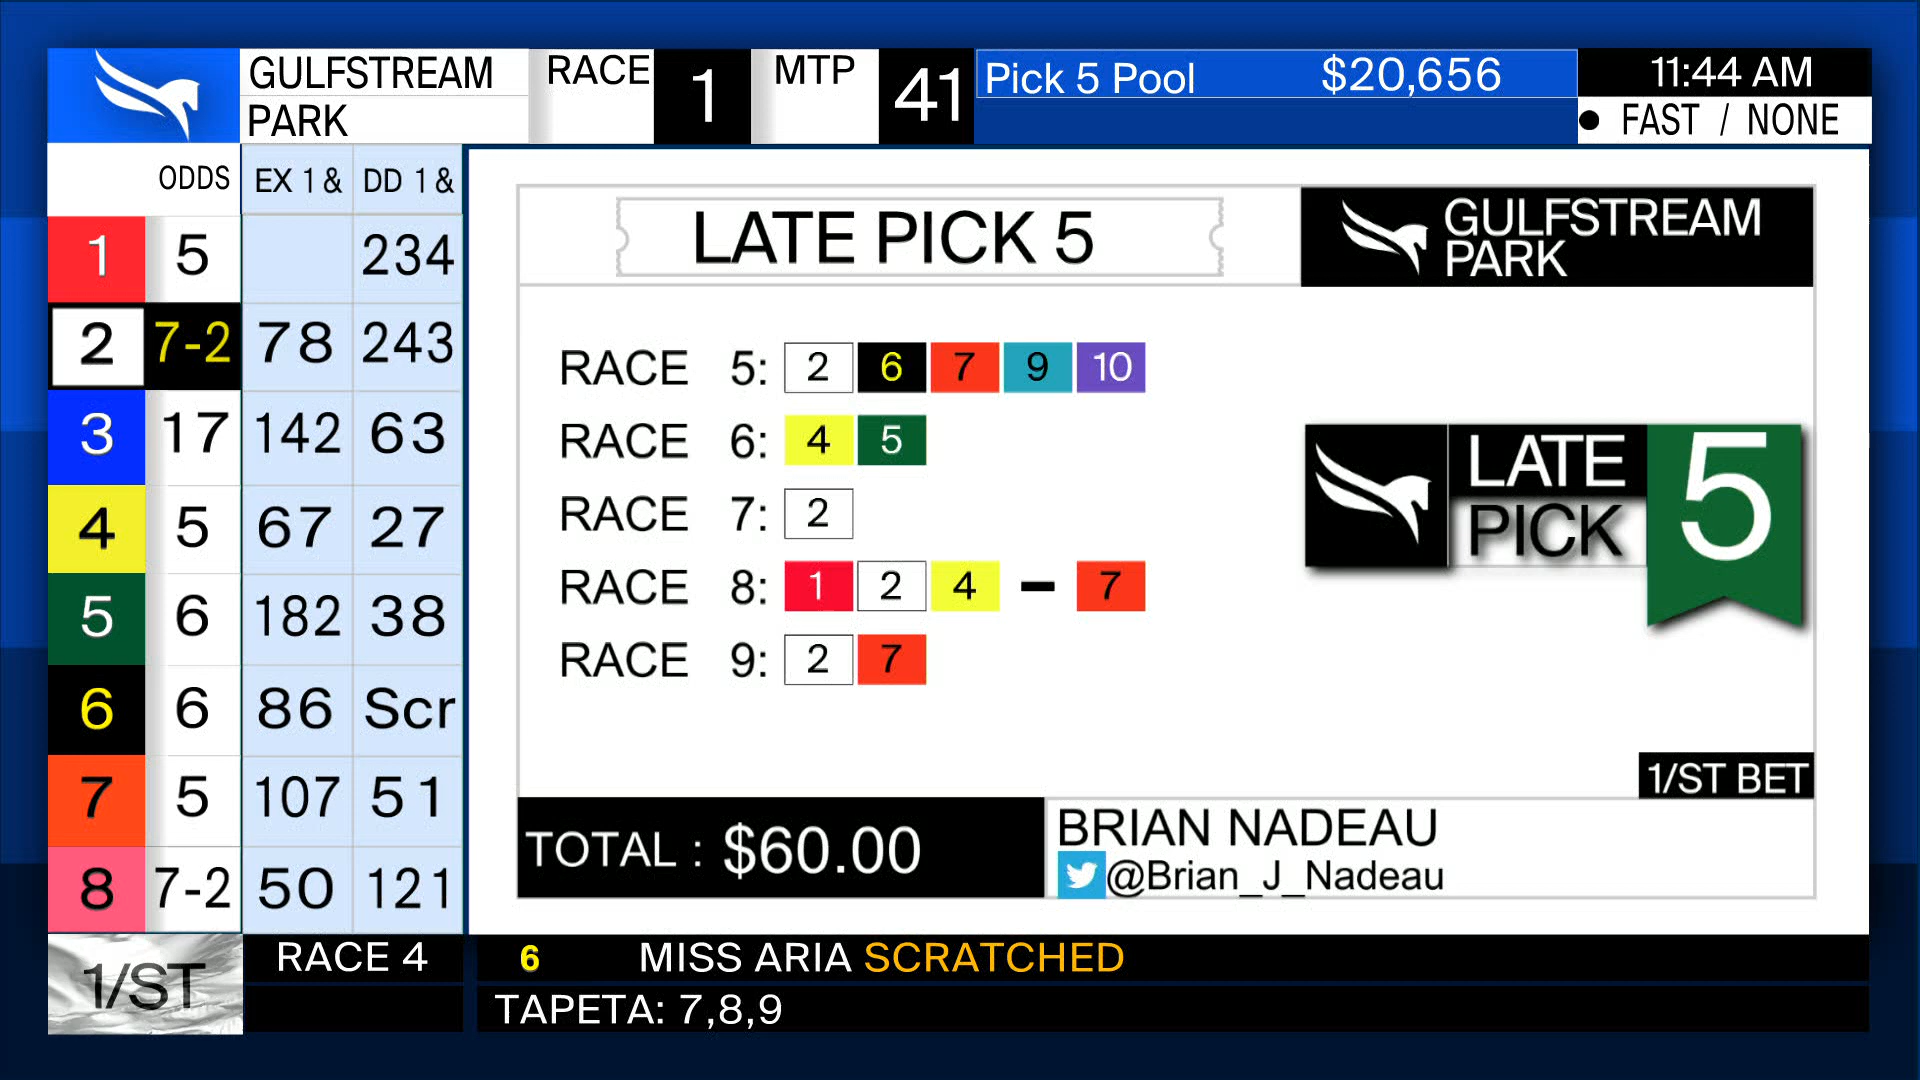 GULFSTREAM PARK
RACE 1 MTP 41
Pick 5 Pool $20,656
11:44 AM
FAST / NONE
ODDS EX 1 & DD 1 &
1 5 234
2 7-2 78 243
3 17 142 63
4 5 67 27
5 6 182 38
6 6 86 Scr
7 5 107 51
8 7-2 50 121
LATE PICK 5
GULFSTREAM
PARK
RACE 5: 2 6 7 9 10
RACE 6: 4 5
RACE 7: 2
RACE 8: 1 2 4 - 7
RACE 9: 2 7
LATE
PICK
5
1/ST BET
TOTAL : $60.00
BRIAN NADEAU
@Brian_J_Nadeau
1/ST
RACE 4 6 MISS ARIA SCRATCHED
TAPETA: 7,8,9